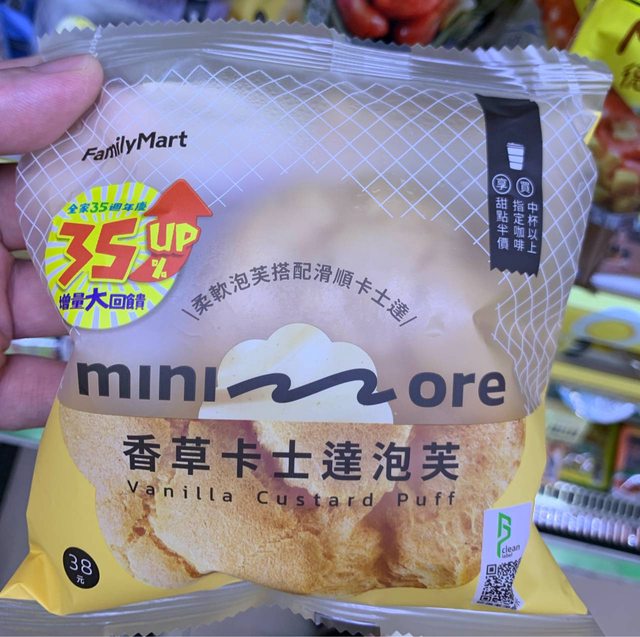 FamilyMart
全家35週年慶
35 UP
%
增量大回饋
買 中杯以上
指定咖啡
享 甜點半價
\柔軟泡芙搭配滑順卡士達/
mini more
香草卡士達泡芙
Vanilla Custard Puff
38
元
clean
label